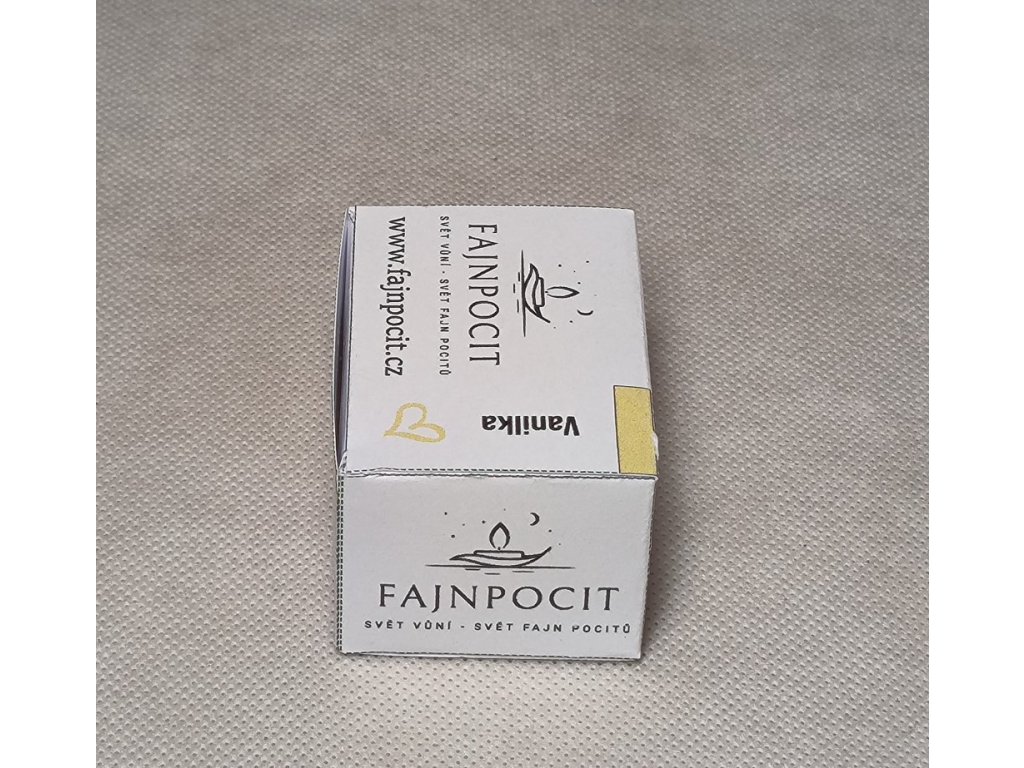 FAJNPOCIT
SVĚT VŮNÍ - SVĚT FAJN POCITŮ
www.fajnpocit.cz
Vanilka
FAJNPOCIT
SVĚT VŮNÍ - SVĚT FAJN POCITŮ